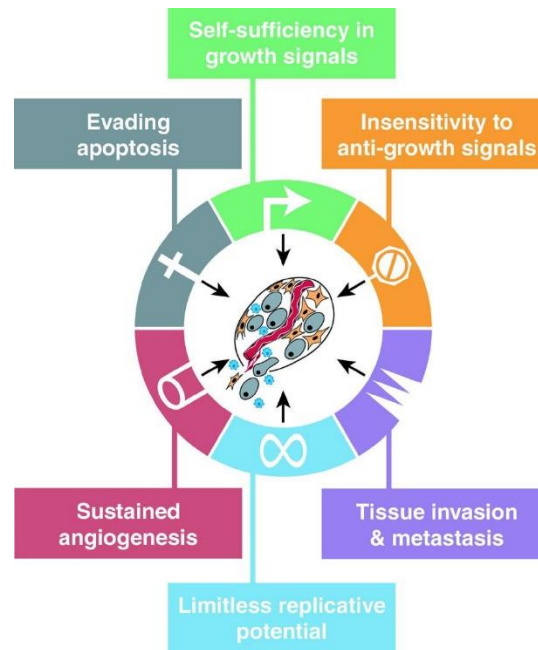 Self-sufficiency in
growth signals
Evading
apoptosis
Insensitivity to
anti-growth signals
Sustained
angiogenesis
Tissue invasion
& metastasis
Limitless replicative
potential